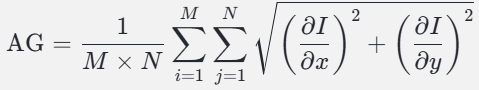 AG = \frac{1}{M \times N} \sum_{i=1}^{M} \sum_{j=1}^{N} \sqrt{\left( \frac{\partial I}{\partial x} \right)^2 + \left( \frac{\partial I}{\partial y} \right)^2}